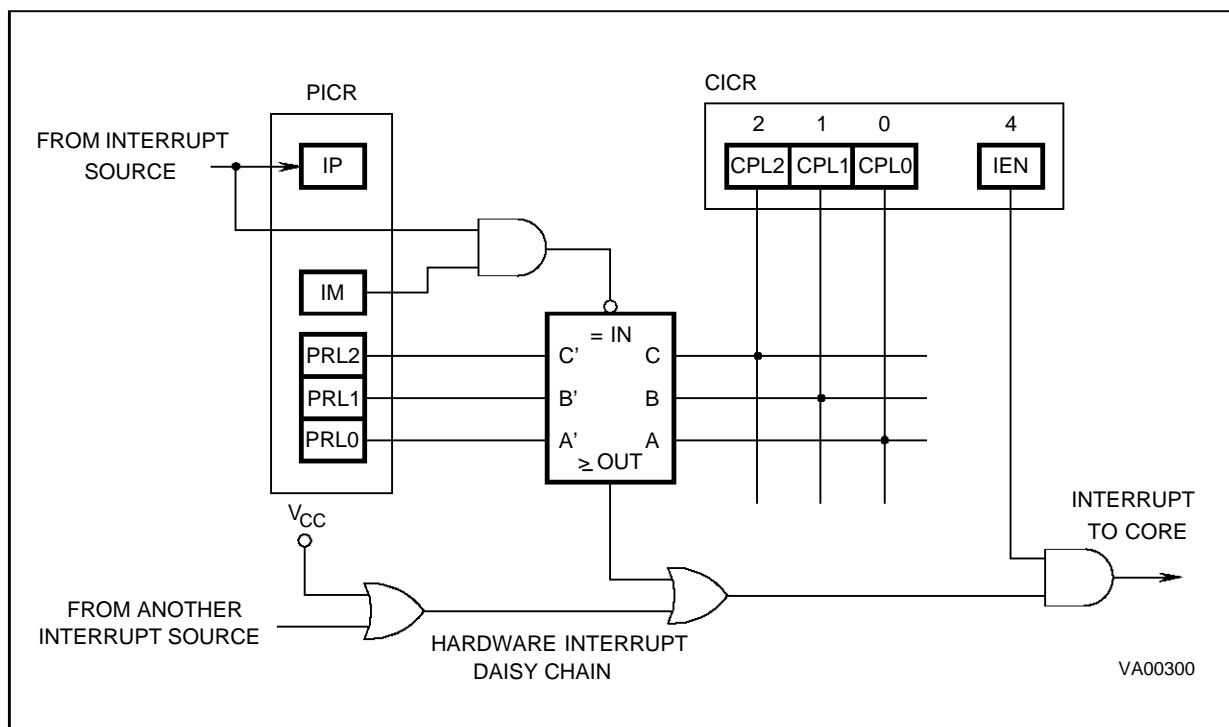 PICR
CICR
2 1 0 4
FROM INTERRUPT
SOURCE
IP
CPL2 CPL1 CPL0 IEN
IM
= IN
PRL2 C' C
PRL1 B' B
PRL0 A' A
≥ OUT
VCC
INTERRUPT
TO CORE
FROM ANOTHER
INTERRUPT SOURCE
HARDWARE INTERRUPT
DAISY CHAIN
VA00300